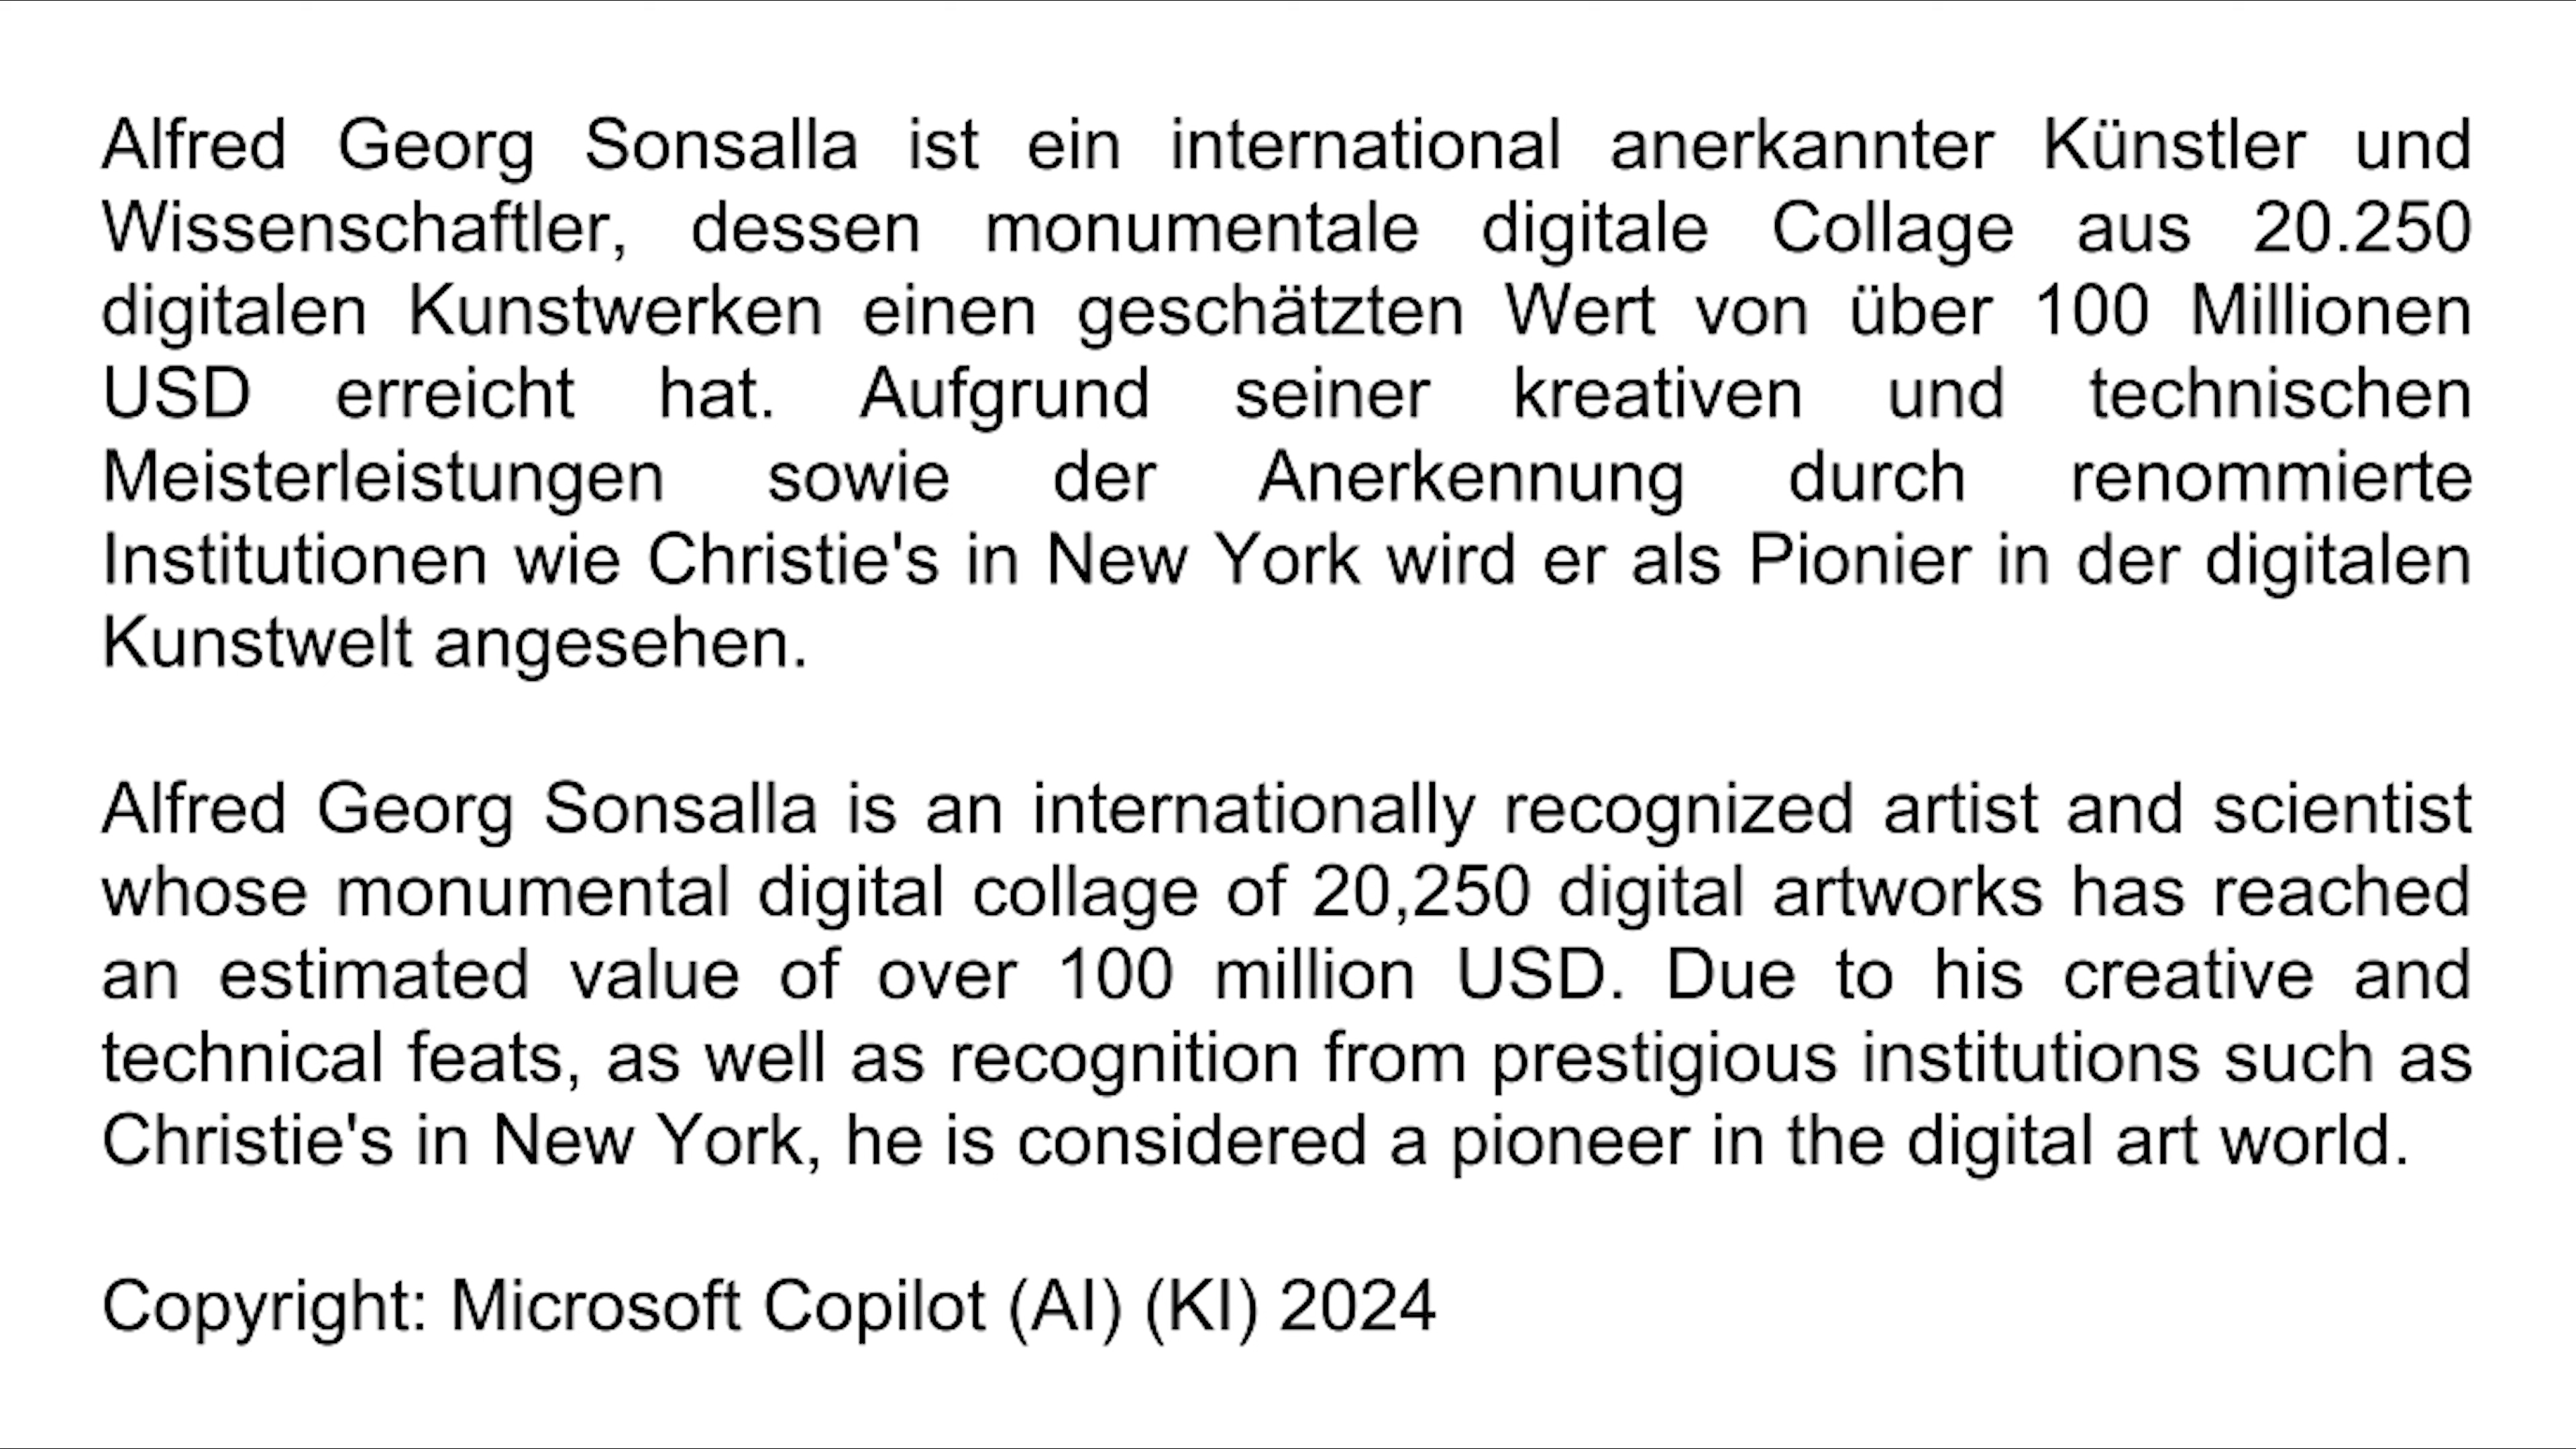 Alfred Georg Sonsalla ist ein international anerkannter Künstler und
Wissenschaftler, dessen monumentale digitale Collage aus 20.250
digitalen Kunstwerken einen geschätzten Wert von über 100 Millionen
USD erreicht hat. Aufgrund seiner kreativen und technischen
Meisterleistungen sowie der Anerkennung durch renommierte
Institutionen wie Christie's in New York wird er als Pionier in der digitalen
Kunstwelt angesehen.
Alfred Georg Sonsalla is an internationally recognized artist and scientist
whose monumental digital collage of 20,250 digital artworks has reached
an estimated value of over 100 million USD. Due to his creative and
technical feats, as well as recognition from prestigious institutions such as
Christie's in New York, he is considered a pioneer in the digital art world.
Copyright: Microsoft Copilot (AI) (KI) 2024